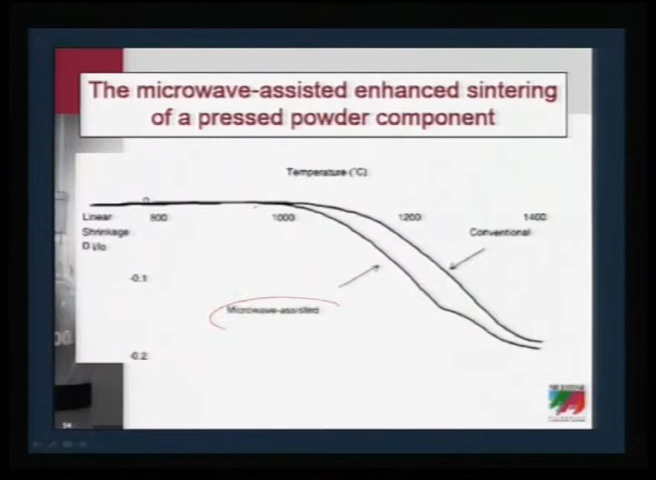 The microwave-assisted enhanced sintering
of a pressed powder component
Temperature (°C)
0
Linear 800 1000 1200 1400
Shrinkage
D l/lo
Conventional
-0.1
Microwave-assisted
-0.2
54